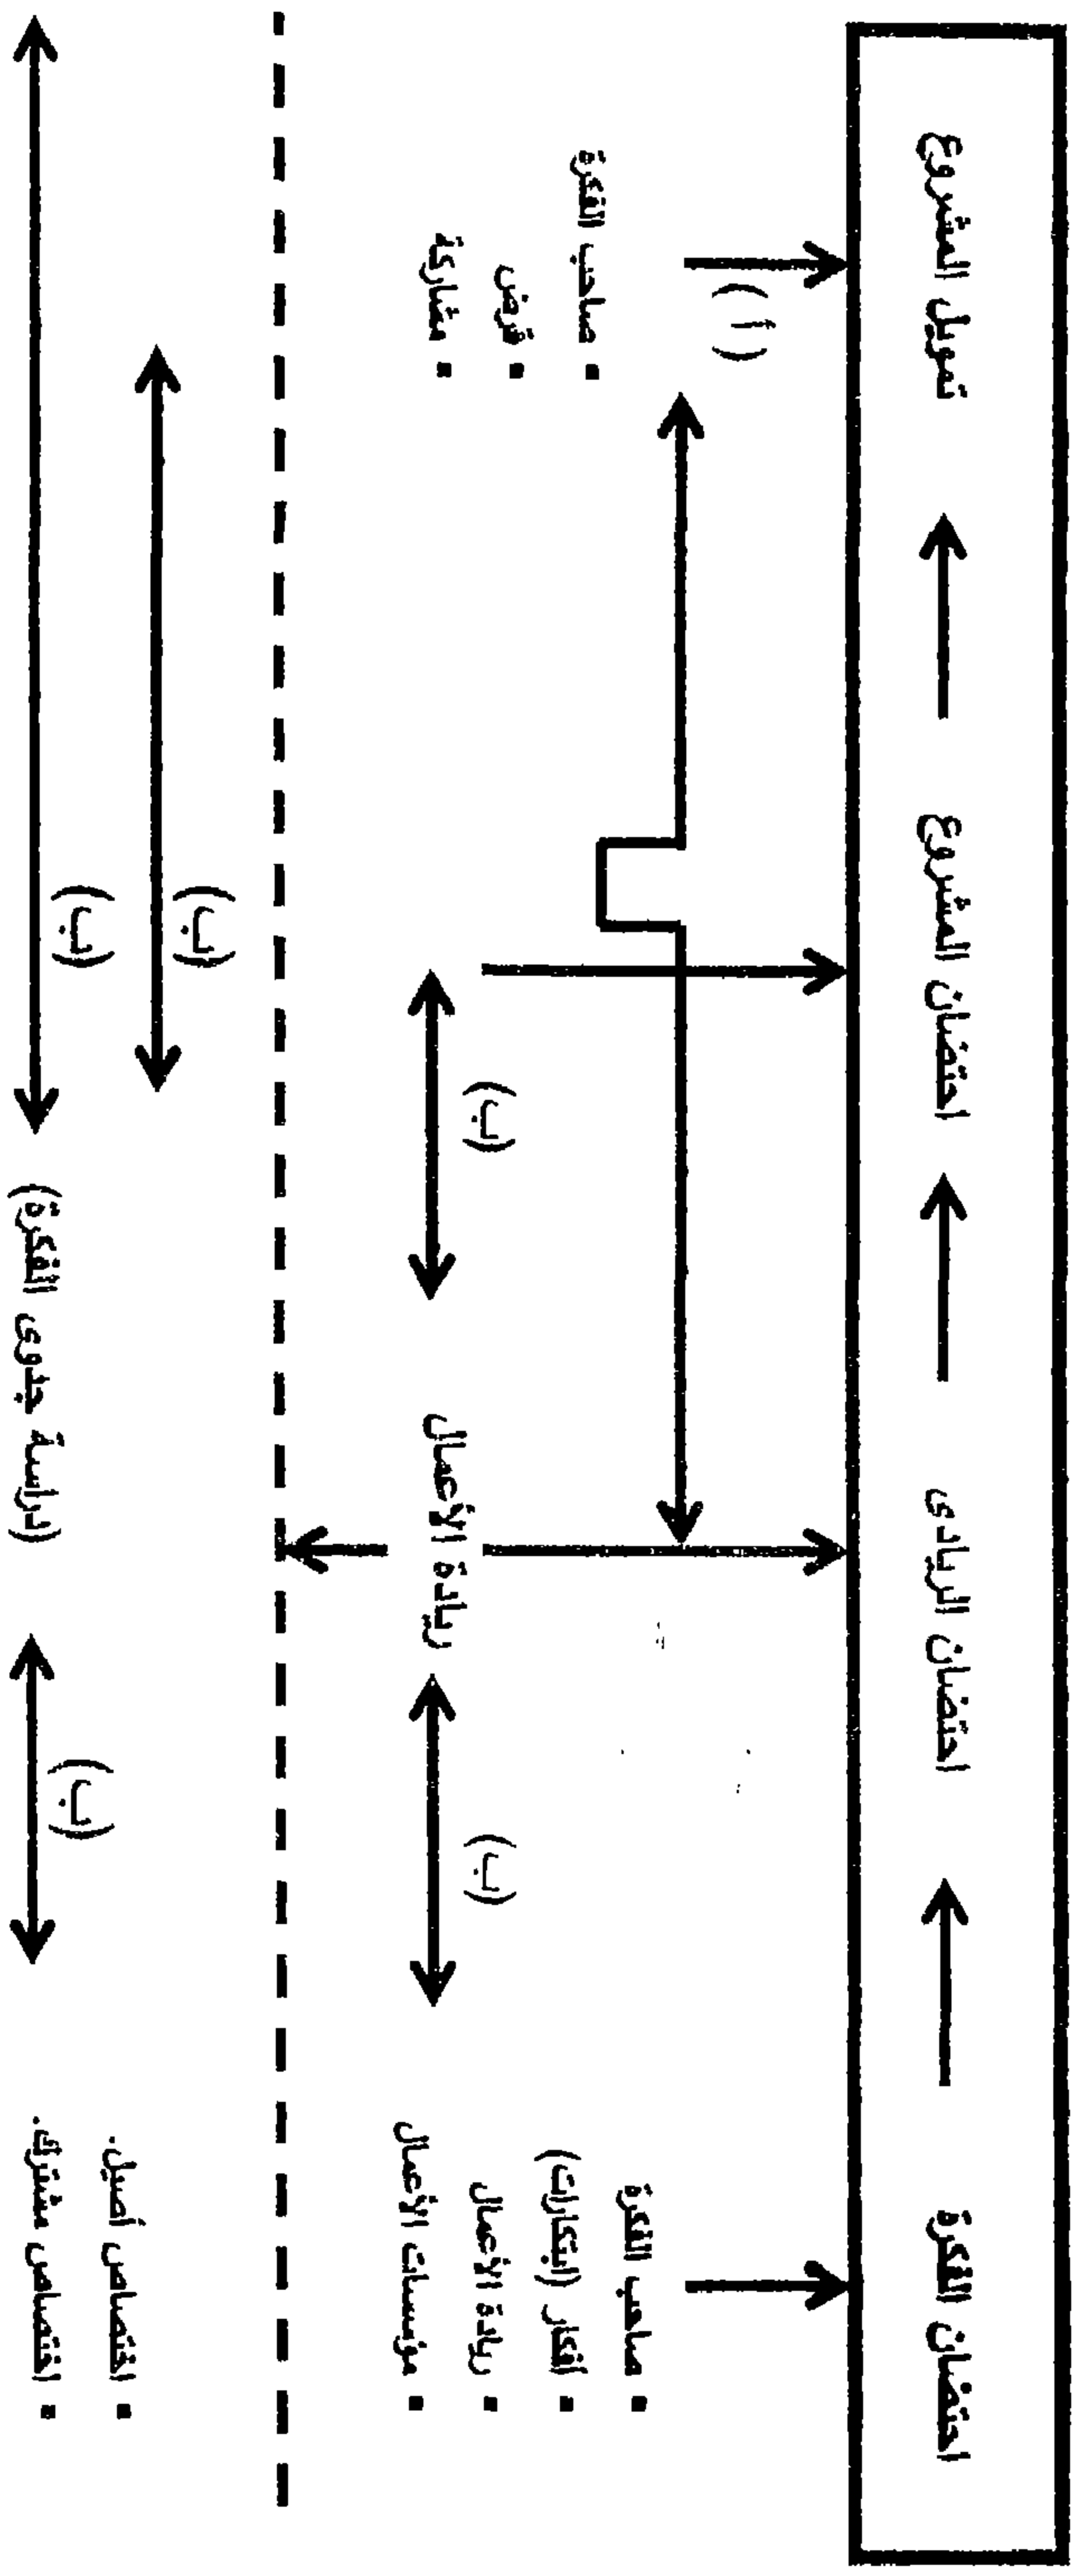 احتضان الفكرة
احتضان الريادى
احتضان المشروع
تمويل المشروع
(أ)
▪ صاحب الفكرة
▪ أفكار (ابتكارات)
▪ ريادة الأعمال
▪ مؤسسات الأعمال
(ب)
ريادة الأعمال
(ب)
▪ صاحب الفكرة
▪ قرض
▪ مشاركة
▪ اختصاص أصيل.
(ب)
▪ اختصاص مشترك.
(ب)
(دراسة جدوى الفكرة)
(ب)